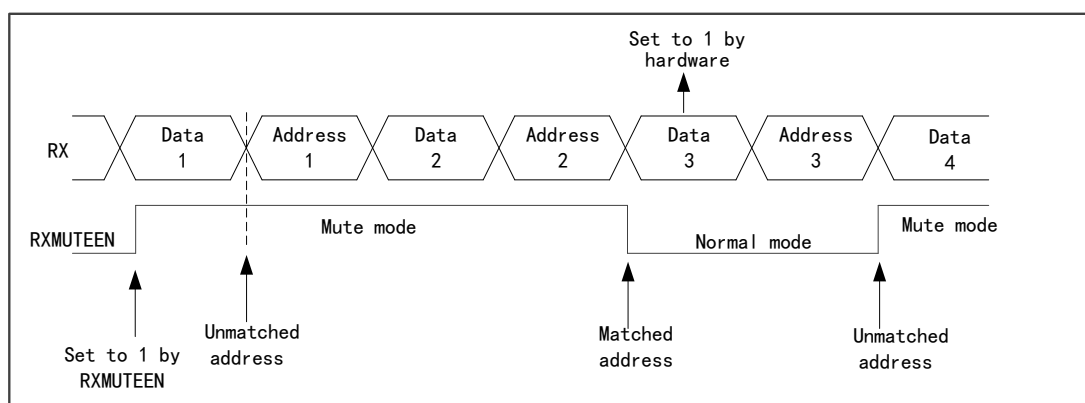 Set to 1 by
hardware
RX
Data
1
Address
1
Data
2
Address
2
Data
3
Address
3
Data
4
RXMUTEEN
Mute mode
Normal mode
Mute mode
Set to 1 by
RXMUTEEN
Unmatched
address
Matched
address
Unmatched
address